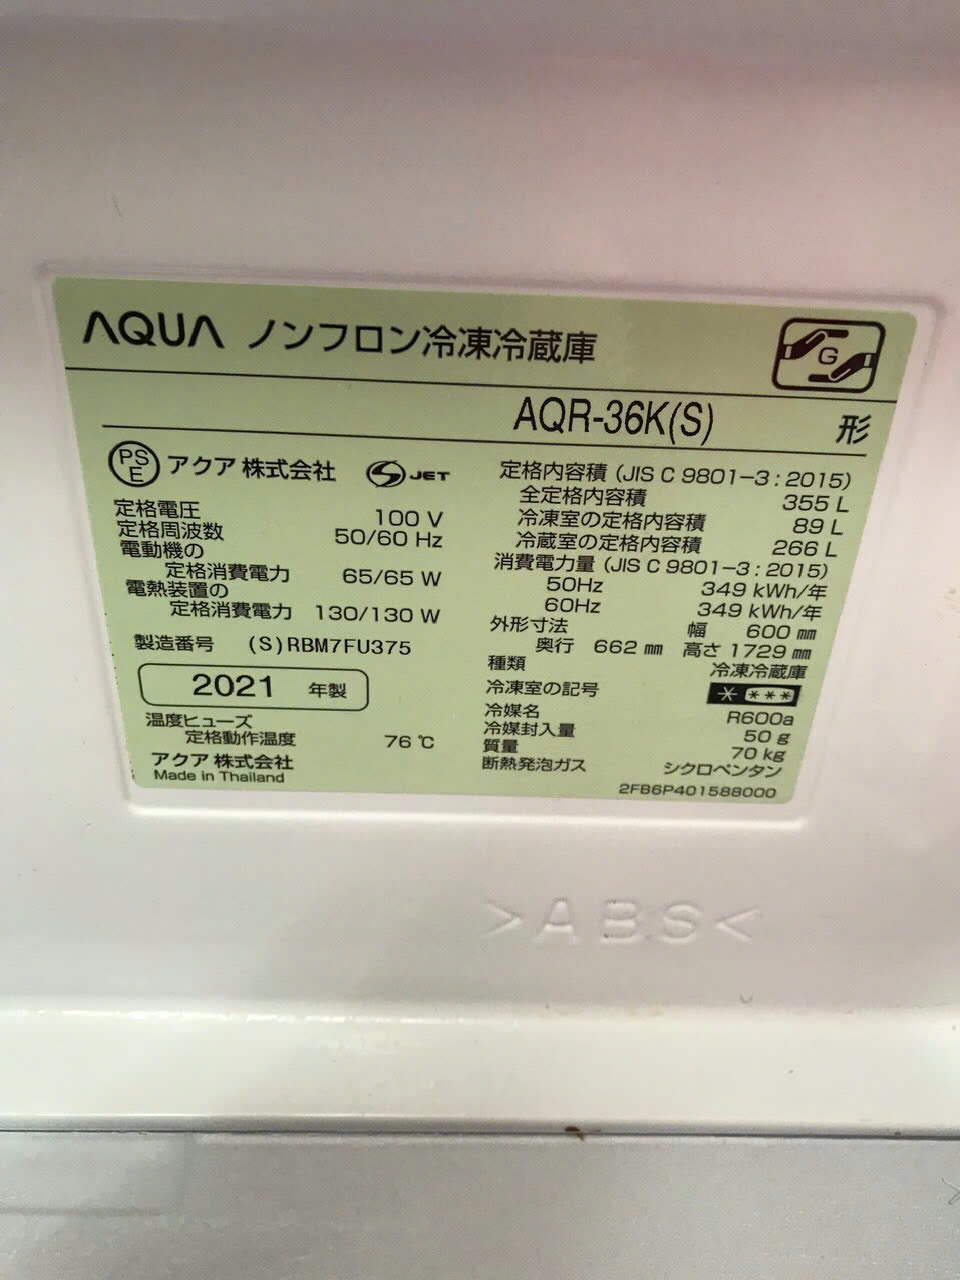 AQUA ノンフロン冷凍冷蔵庫
G
AQR-36K(S) 形
PSE アクア 株式会社 S JET
定格電圧 100 V
定格周波数 50/60 Hz
電動機の
定格消費電力 65/65 W
電熱装置の
定格消費電力 130/130 W
製造番号 (S)RBM7FU375
2021 年製
温度ヒューズ
定格動作温度 76 ℃
アクア 株式会社
Made in Thailand
定格内容積 (JIS C 9801-3 : 2015)
全定格内容積 355 L
冷凍室の定格内容積 89 L
冷蔵室の定格内容積 266 L
消費電力量 (JIS C 9801-3 : 2015)
50Hz 349 kWh/年
60Hz 349 kWh/年
外形寸法 幅 600 ㎜
奥行 662 ㎜ 高さ 1729 ㎜
種類 冷凍冷蔵庫
冷凍室の記号 * ***
冷媒名 R600a
冷媒封入量 50 g
質量 70 kg
断熱発泡ガス シクロペンタン
2FB6P401588000
>ABS<